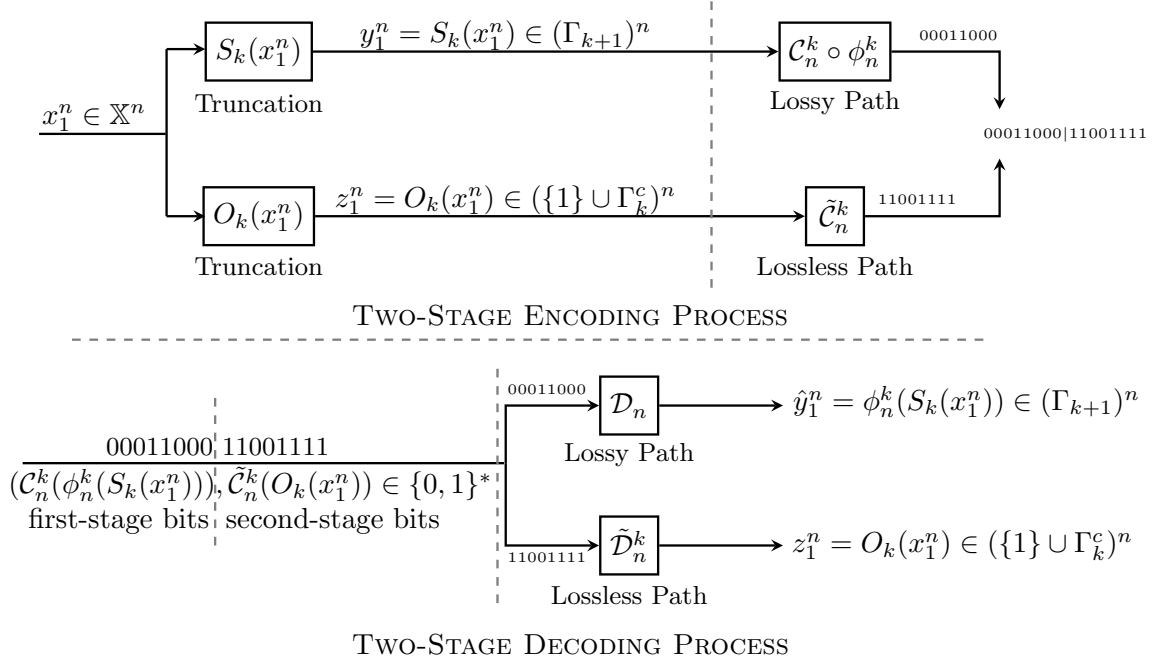 00011000
S_k(x_1^n) y_1^n = S_k(x_1^n) ∈ (Γ_{k+1})^n C_n^k ∘ φ_n^k
Truncation Lossy Path
x_1^n ∈ 𝕏^n 00011000|11001111
O_k(x_1^n) z_1^n = O_k(x_1^n) ∈ ({1} ∪ Γ_k^c)^n C̃_n^k 11001111
Truncation Lossless Path
Two-Stage Encoding Process
00011000 D_n ŷ_1^n = φ_n^k(S_k(x_1^n)) ∈ (Γ_{k+1})^n
Lossy Path
00011000 11001111
(C_n^k(φ_n^k(S_k(x_1^n))), C̃_n^k(O_k(x_1^n)) ∈ {0, 1}*
first-stage bits second-stage bits
11001111 D̃_n^k z_1^n = O_k(x_1^n) ∈ ({1} ∪ Γ_k^c)^n
Lossless Path
Two-Stage Decoding Process